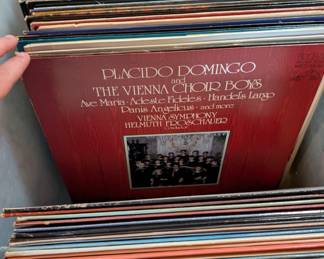 PLACIDO DOMINGO
and
THE VIENNA CHOIR BOYS
Ave Maria · Adeste Fideles · Handel's Largo
Panis Angelicus · and more
VIENNA SYMPHONY
HELMUTH FROSCHAUER
Conductor